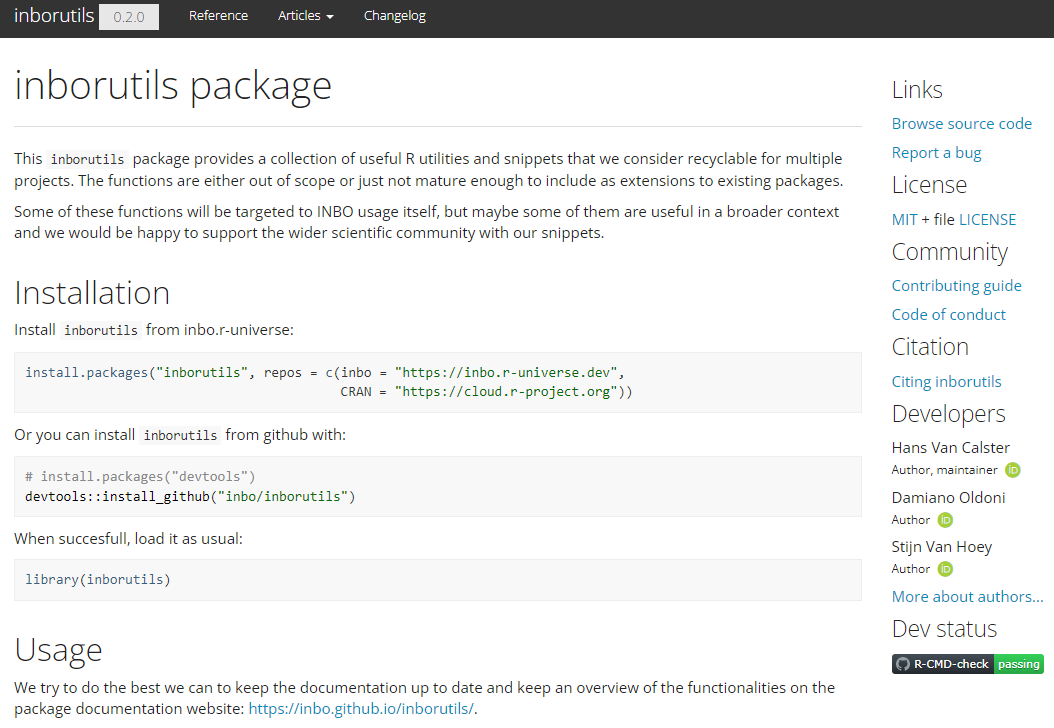 inborutils 0.2.0 Reference Articles Changelog
inborutils package
This inborutils package provides a collection of useful R utilities and snippets that we consider recyclable for multiple
projects. The functions are either out of scope or just not mature enough to include as extensions to existing packages.
Some of these functions will be targeted to INBO usage itself, but maybe some of them are useful in a broader context
and we would be happy to support the wider scientific community with our snippets.
Installation
Install inborutils from inbo.r-universe:
install.packages("inborutils", repos = c(inbo = "https://inbo.r-universe.dev",
CRAN = "https://cloud.r-project.org"))
Or you can install inborutils from github with:
# install.packages("devtools")
devtools::install_github("inbo/inborutils")
When succesfull, load it as usual:
library(inborutils)
Usage
We try to do the best we can to keep the documentation up to date and keep an overview of the functionalities on the
package documentation website: https://inbo.github.io/inborutils/.
Links
Browse source code
Report a bug
License
MIT + file LICENSE
Community
Contributing guide
Code of conduct
Citation
Citing inborutils
Developers
Hans Van Calster
Author, maintainer iD
Damiano Oldoni
Author iD
Stijn Van Hoey
Author iD
More about authors...
Dev status
R-CMD-check passing